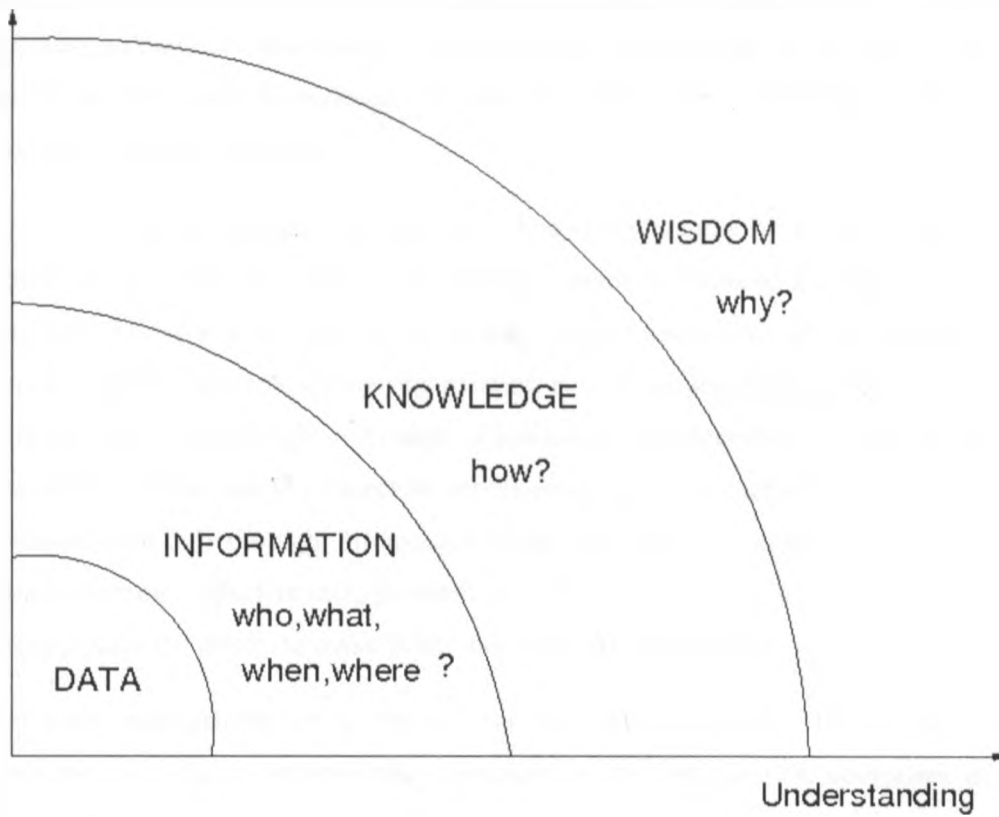 WISDOM
why?
KNOWLEDGE
how?
INFORMATION
who,what,
when,where ?
DATA
Understanding